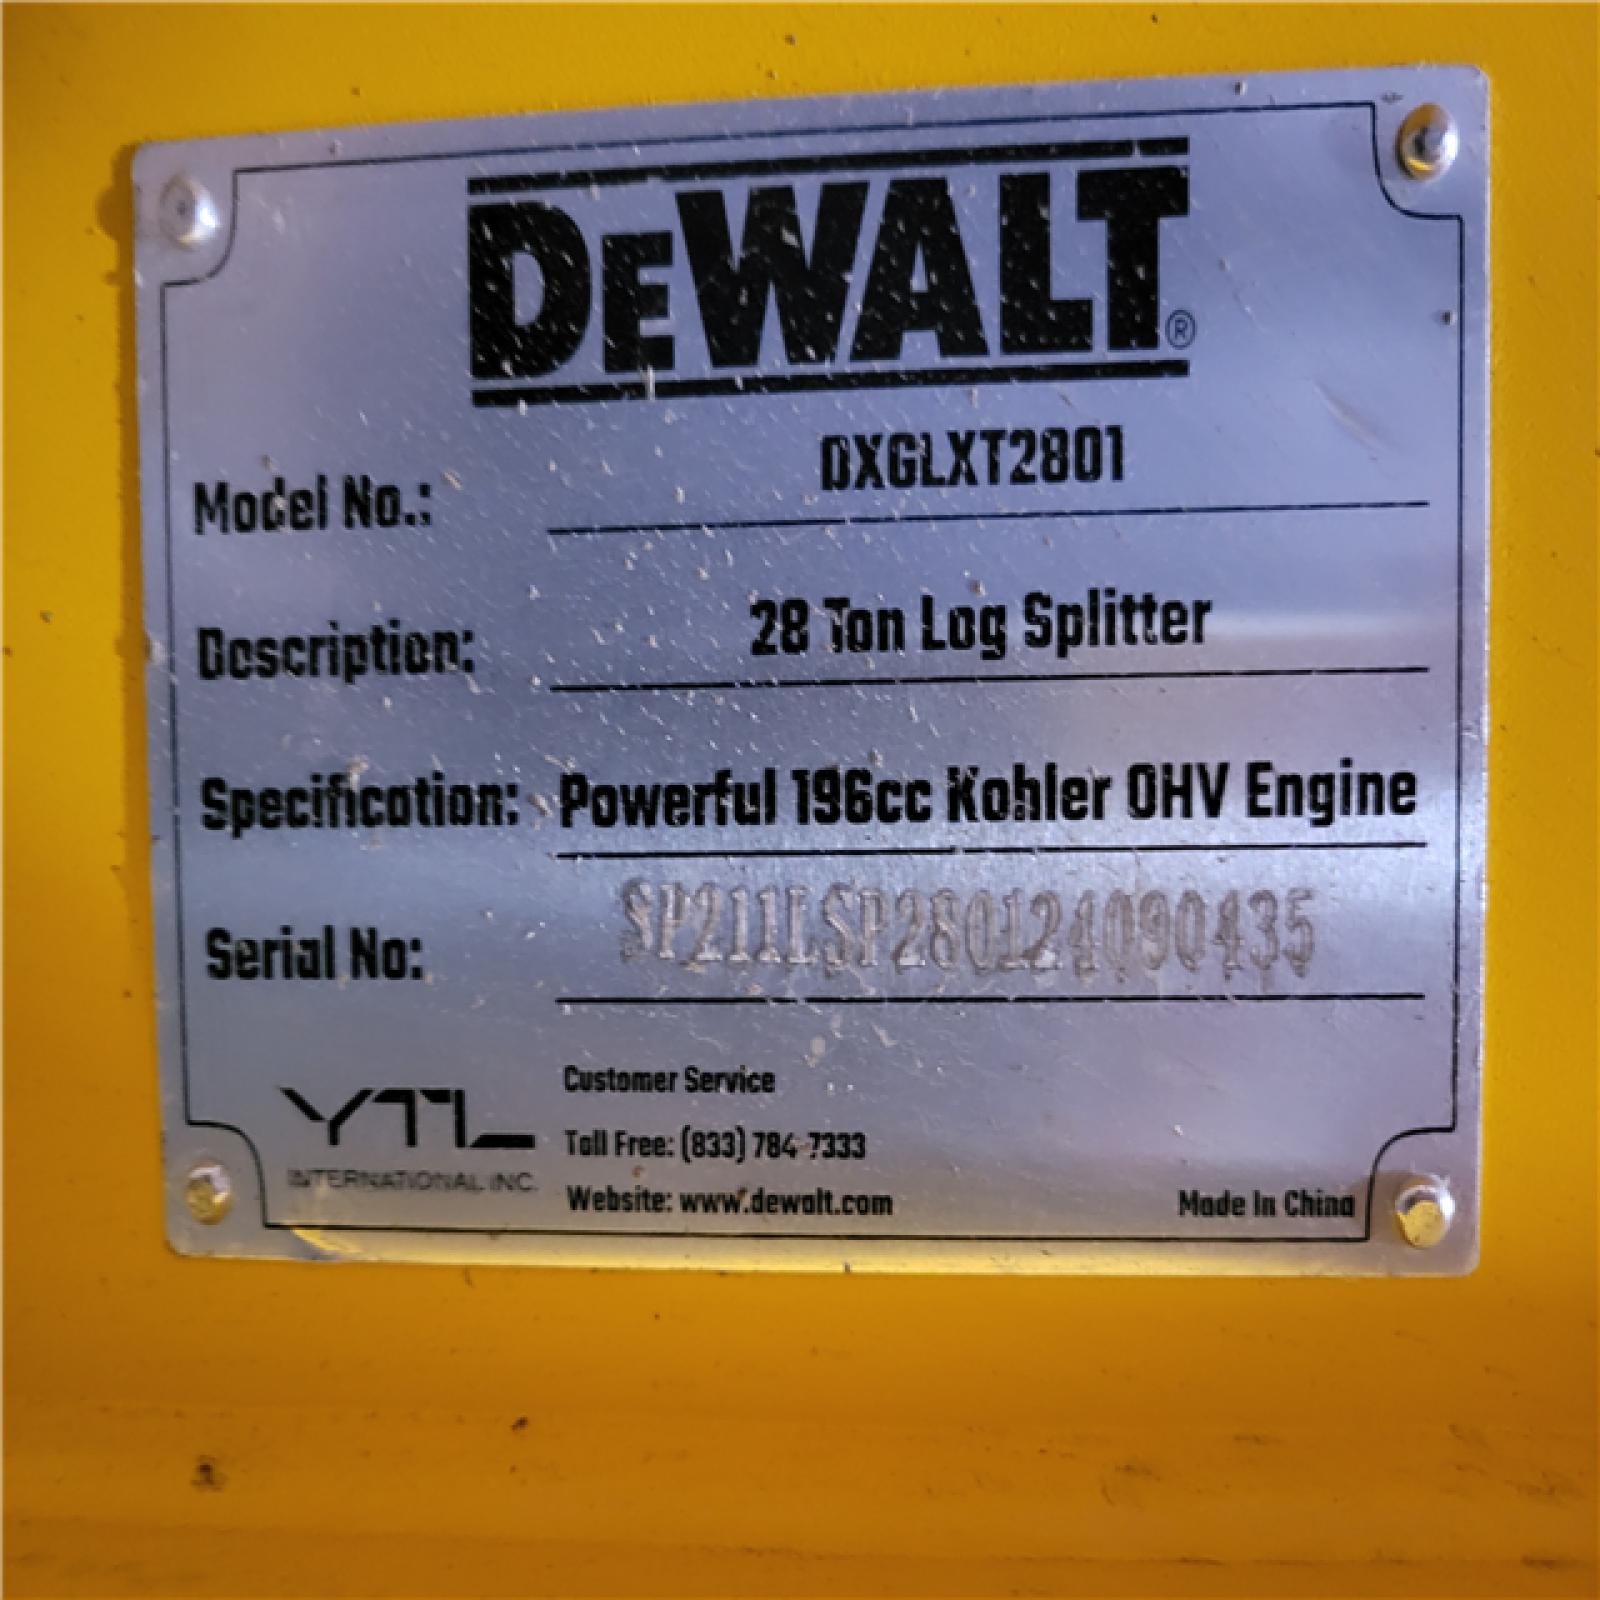 DEWALT®
Model No.: DXGLXT2801
Description: 28 Ton Log Splitter
Specification: Powerful 196cc Kohler OHV Engine
Serial No: SP211LSP280124090435
YTL
INTERNATIONAL INC.
Customer Service
Toll Free: (833) 784-7333
Website: www.dewalt.com
Made In China